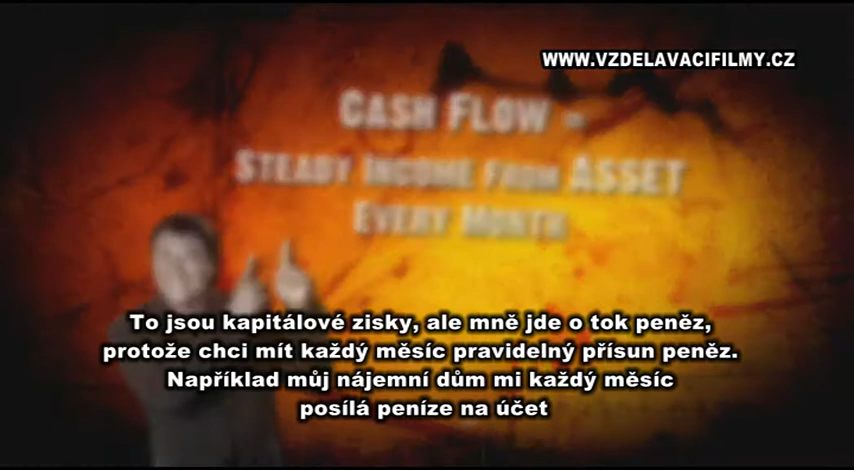 WWW.VZDELAVACIFILMY.CZ
CASH FLOW =
STEADY INCOME FROM ASSET
EVERY MONTH
To jsou kapitálové zisky, ale mně jde o tok peněz,
protože chci mít každý měsíc pravidelný přísun peněz.
Například můj nájemní dům mi každý měsíc
posílá peníze na účet